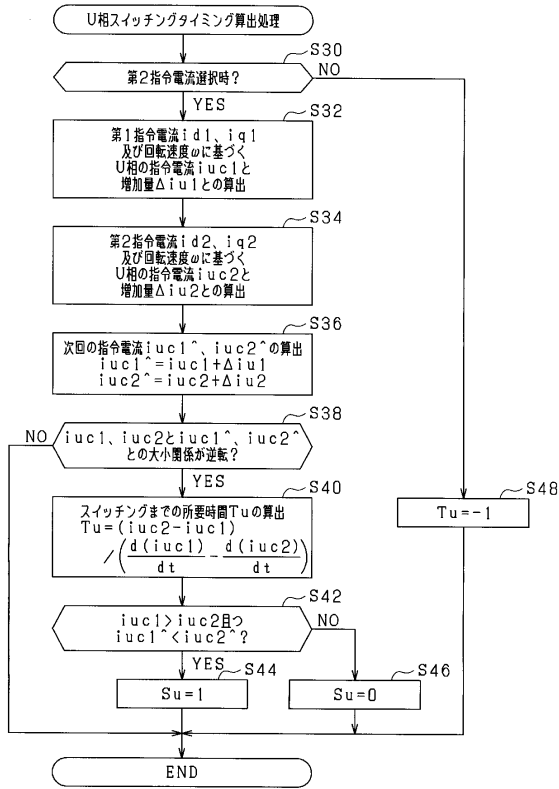 U相スイッチングタイミング算出処理
S30
第2指令電流選択時?
NO
YES
S32
第1指令電流id1、iq1
及び回転速度ωに基づく
U相の指令電流iuc1と
増加量Δiu1との算出
S34
第2指令電流id2、iq2
及び回転速度ωに基づく
U相の指令電流iuc2と
増加量Δiu2との算出
S36
次回の指令電流iuc1^、iuc2^の算出
iuc1^=iuc1+Δiu1
iuc2^=iuc2+Δiu2
S38
NO
iuc1、iuc2とiuc1^、iuc2^
との大小関係が逆転?
YES
S40
スイッチングまでの所要時間Tuの算出
Tu=(iuc2-iuc1)
/(d(iuc1)/dt-d(iuc2)/dt)
S48
Tu=-1
S42
iuc1>iuc2且つ
iuc1^<iuc2^?
NO
YES
S44
Su=1
S46
Su=0
END